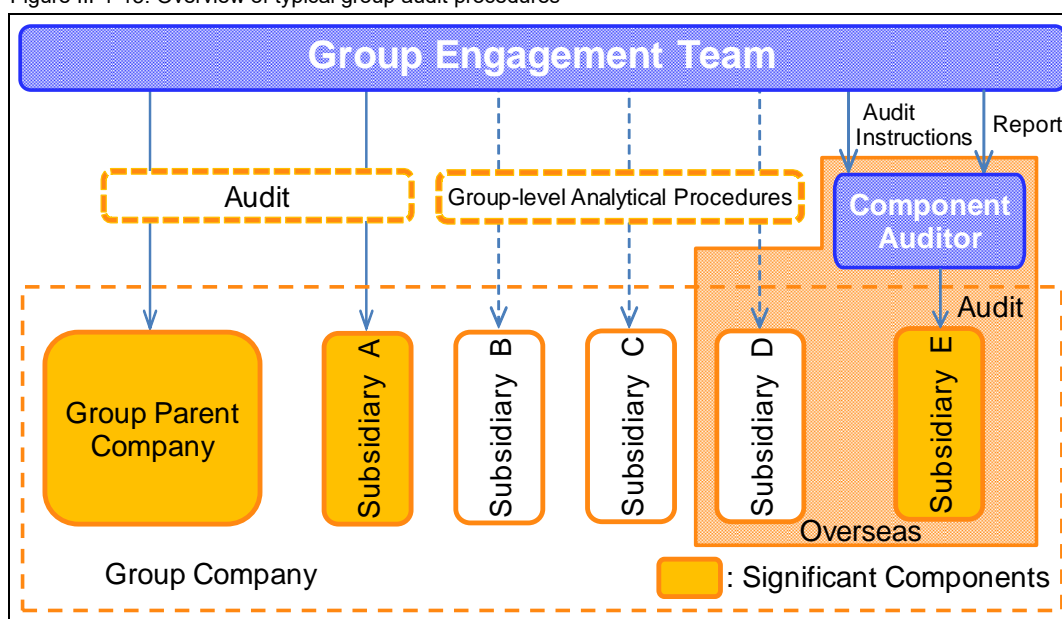 Group Engagement Team
Audit
Instructions
Report
Audit
Group-level Analytical Procedures
Component
Auditor
Audit
Group Parent
Company
Subsidiary A
Subsidiary B
Subsidiary C
Subsidiary D
Subsidiary E
Overseas
Group Company
: Significant Components